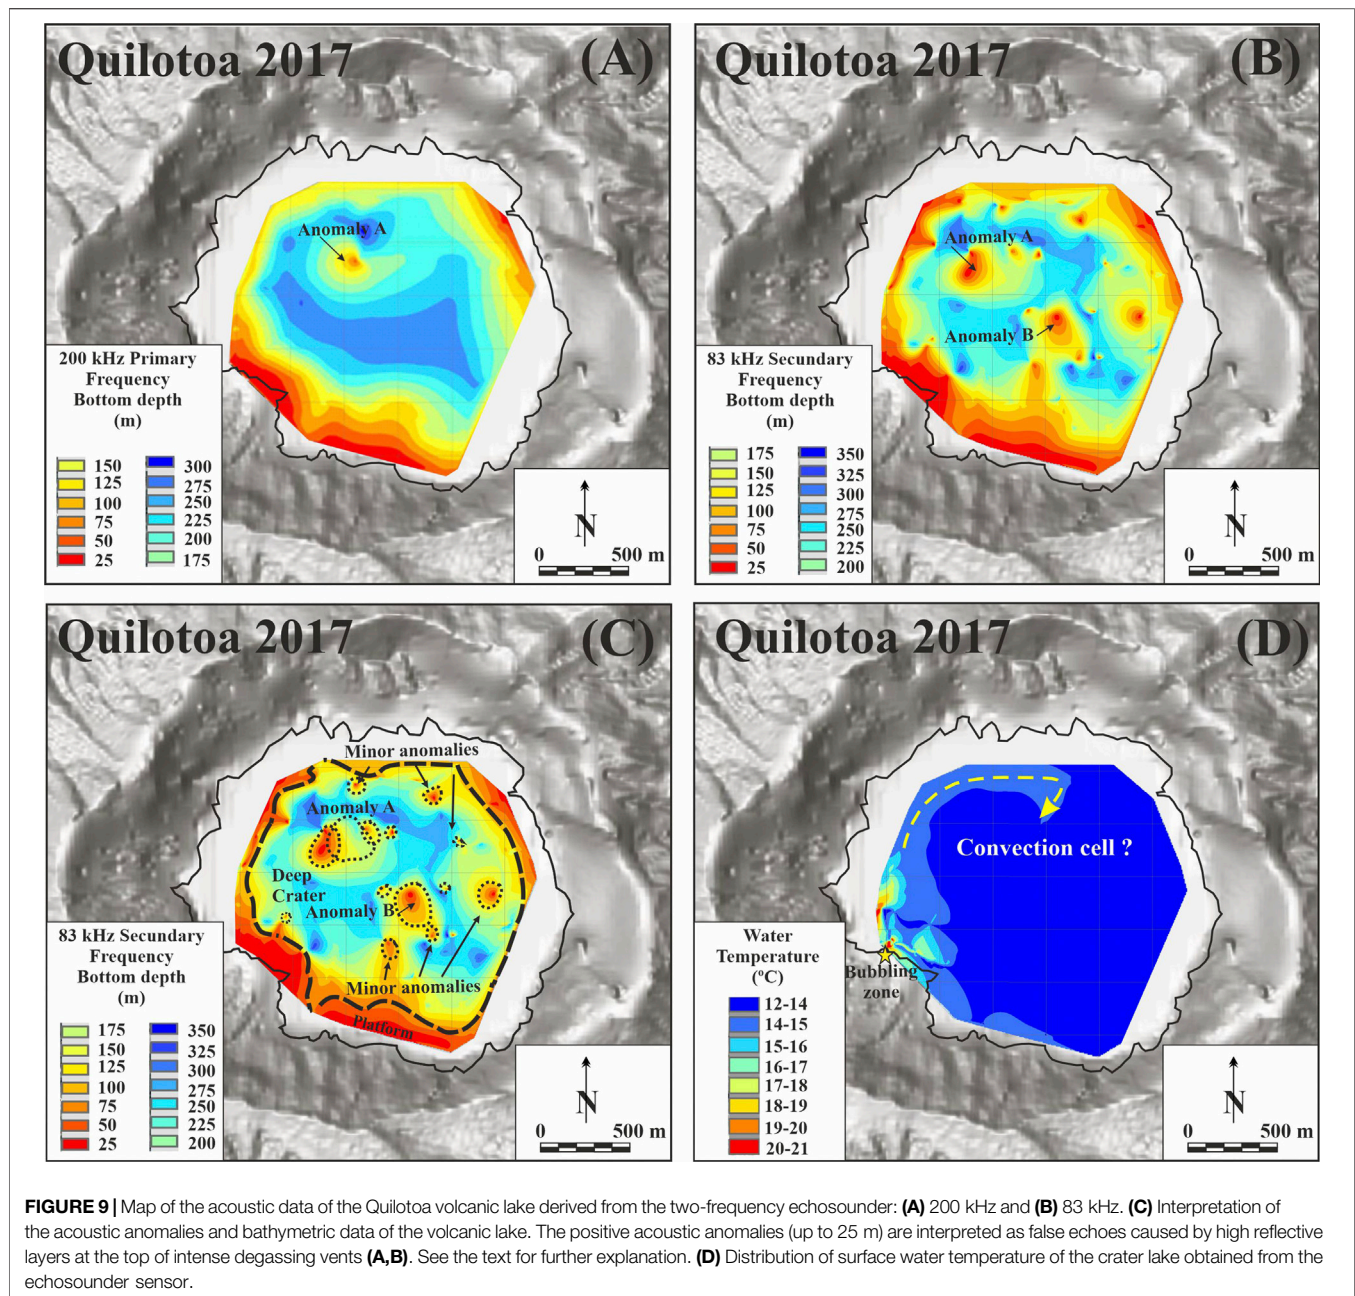 Quilotoa 2017
(A)
Anomaly A
200 kHz Primary
Frequency
Bottom depth
(m)
150
125
100
75
50
25
300
275
250
225
200
175
N
0 500 m
Quilotoa 2017
(B)
Anomaly A
Anomaly B
83 kHz Secundary
Frequency
Bottom depth
(m)
175
150
125
100
75
50
25
350
325
300
275
250
225
200
N
0 500 m
Quilotoa 2017
(C)
Minor anomalies
Anomaly A
Deep
Crater
Anomaly B
Minor anomalies
Platform
83 kHz Secundary
Frequency
Bottom depth
(m)
175
150
125
100
75
50
25
350
325
300
275
250
225
200
N
0 500 m
Quilotoa 2017
(D)
Convection cell ?
Bubbling
zone
Water
Temperature
(ºC)
12-14
14-15
15-16
16-17
17-18
18-19
19-20
20-21
N
0 500 m
FIGURE 9 | Map of the acoustic data of the Quilotoa volcanic lake derived from the two-frequency echosounder: (A) 200 kHz and (B) 83 kHz. (C) Interpretation of
the acoustic anomalies and bathymetric data of the volcanic lake. The positive acoustic anomalies (up to 25 m) are interpreted as false echoes caused by high reflective
layers at the top of intense degassing vents (A,B). See the text for further explanation. (D) Distribution of surface water temperature of the crater lake obtained from the
echosounder sensor.